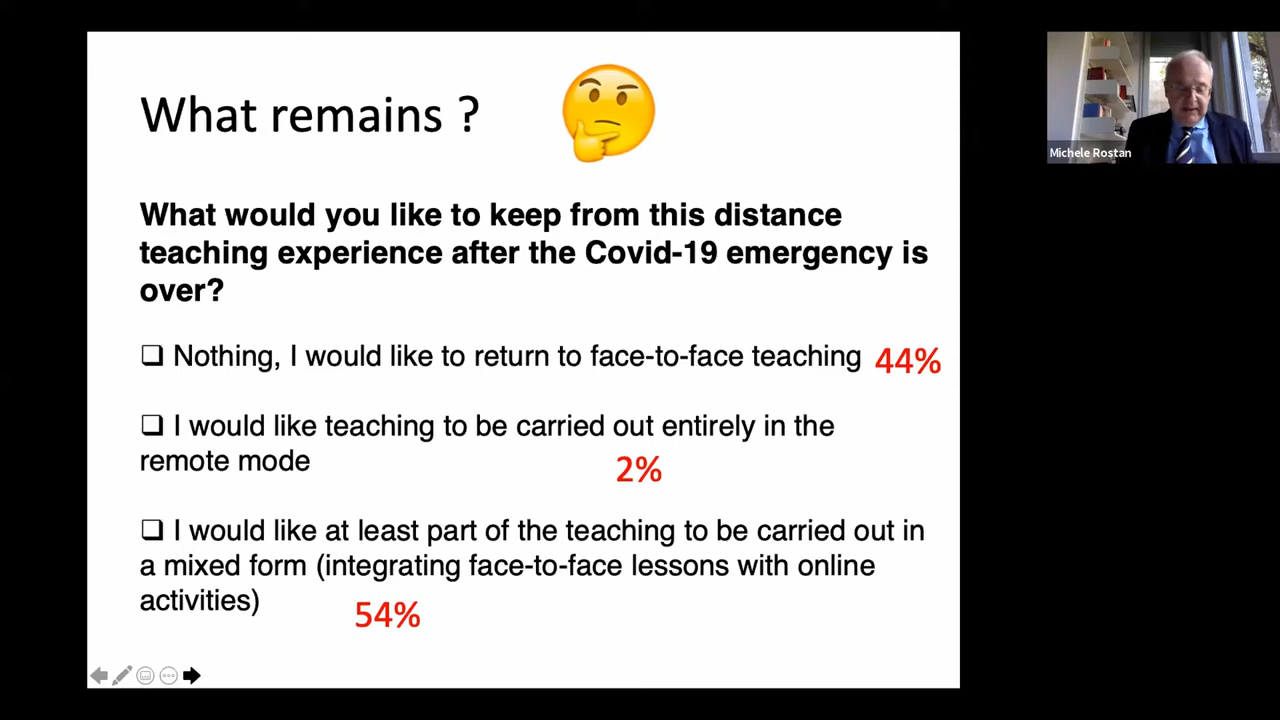 What remains ?
Michele Rostan
What would you like to keep from this distance
teaching experience after the Covid-19 emergency is
over?
❏ Nothing, I would like to return to face-to-face teaching 44%
❏ I would like teaching to be carried out entirely in the
remote mode 2%
❏ I would like at least part of the teaching to be carried out in
a mixed form (integrating face-to-face lessons with online
activities) 54%